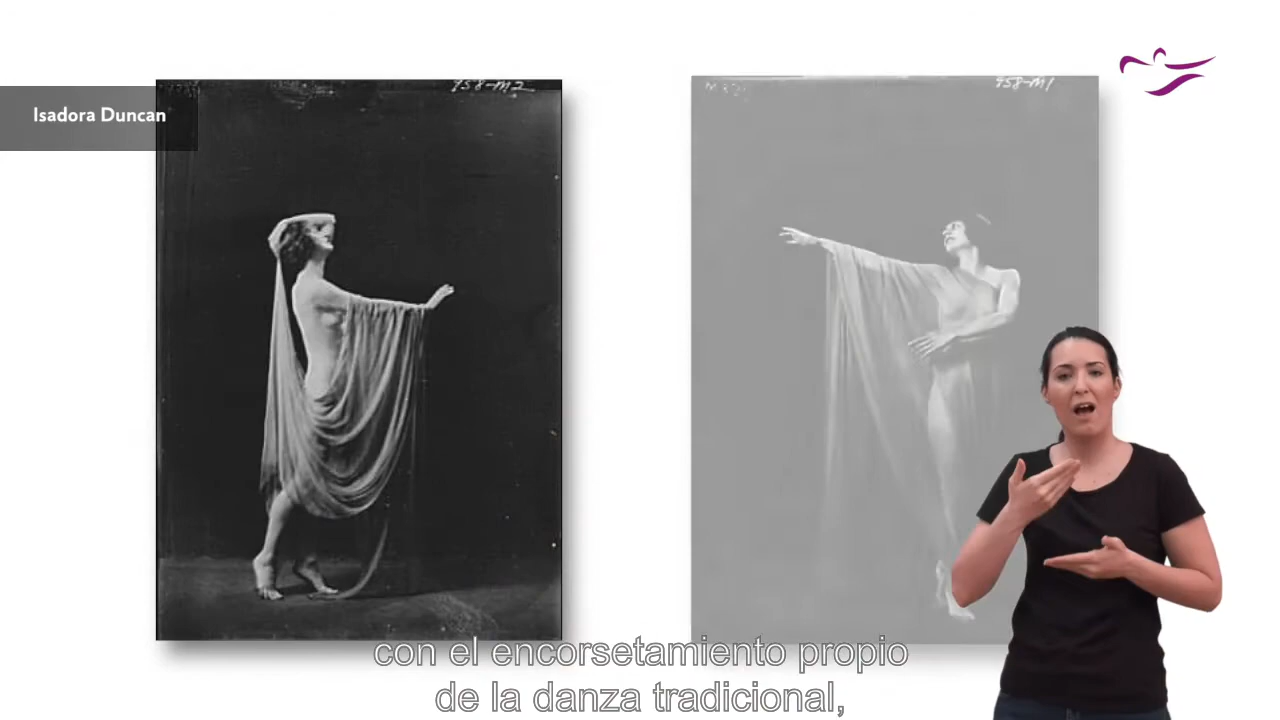 958-M2
958-M1
Isadora Duncan
con el encorsetamiento propio
de la danza tradicional,